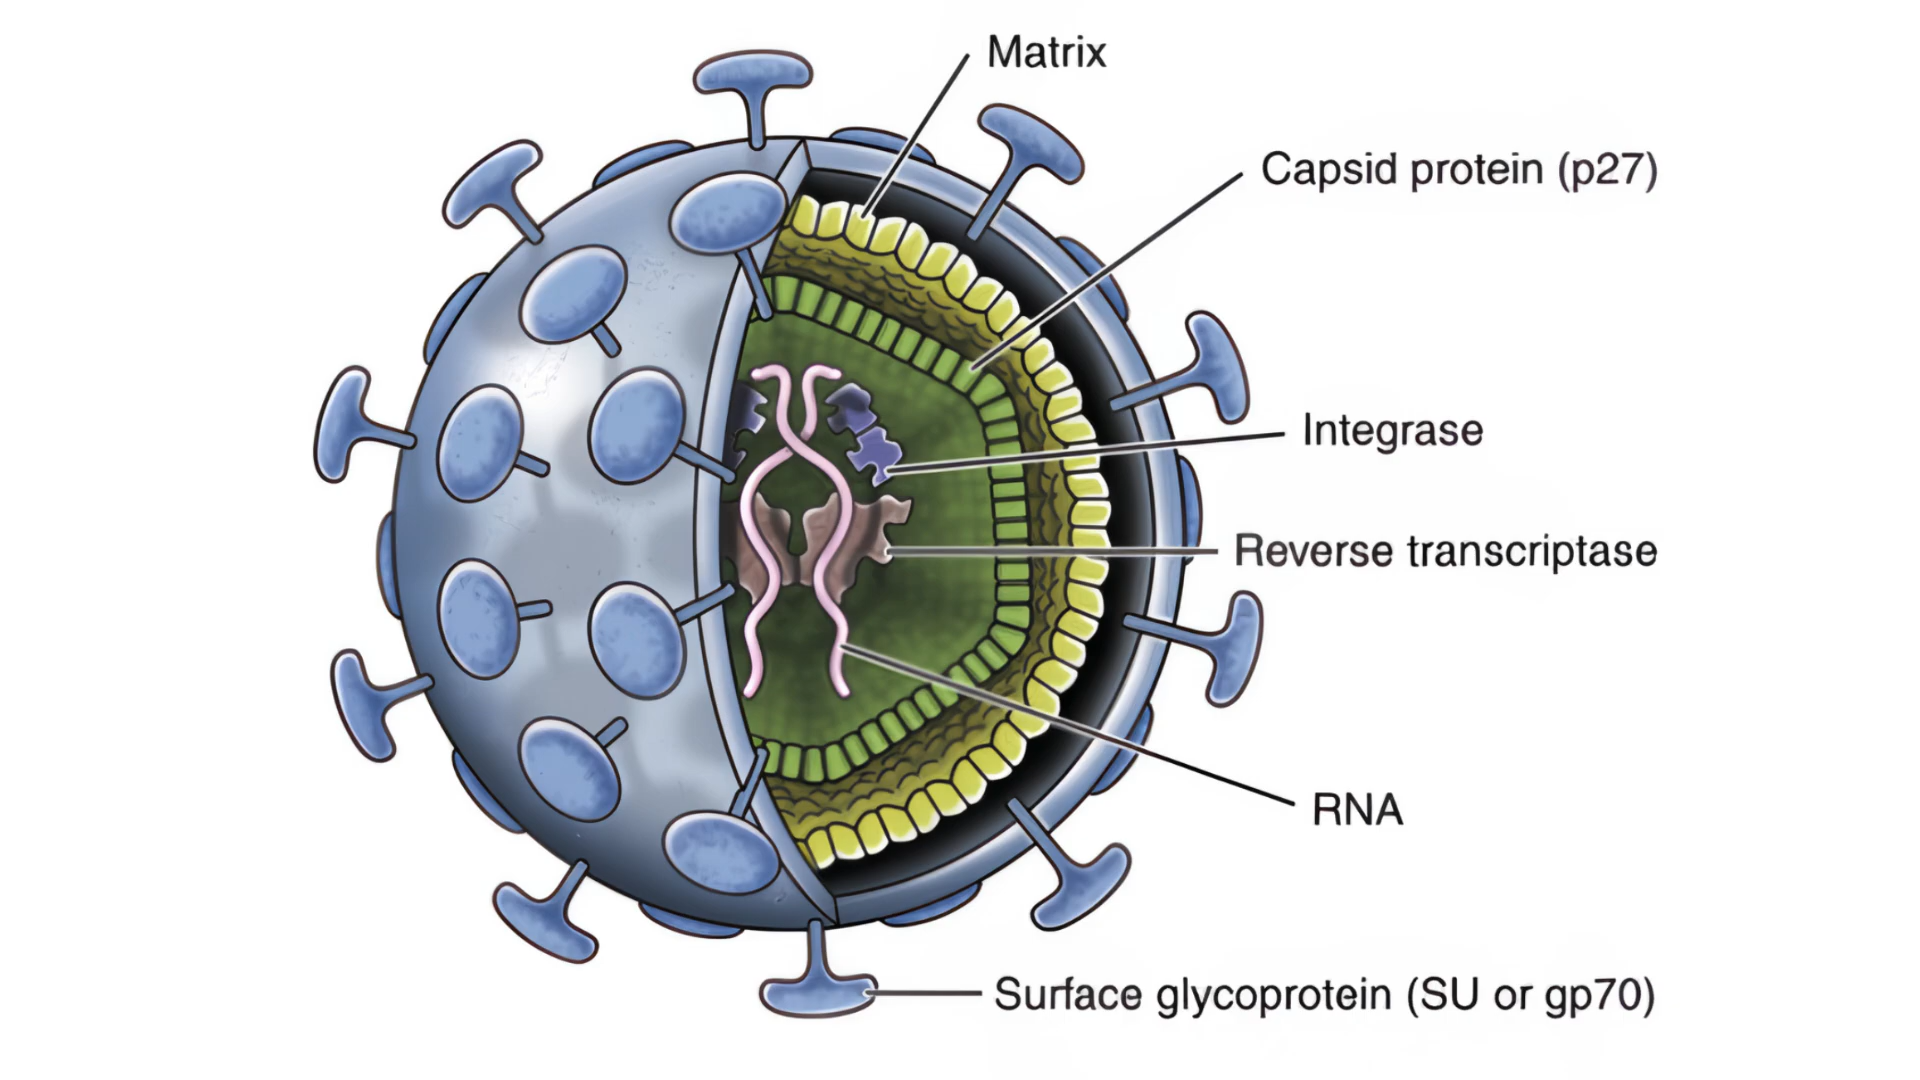 Matrix
Capsid protein (p27)
Integrase
Reverse transcriptase
RNA
Surface glycoprotein (SU or gp70)